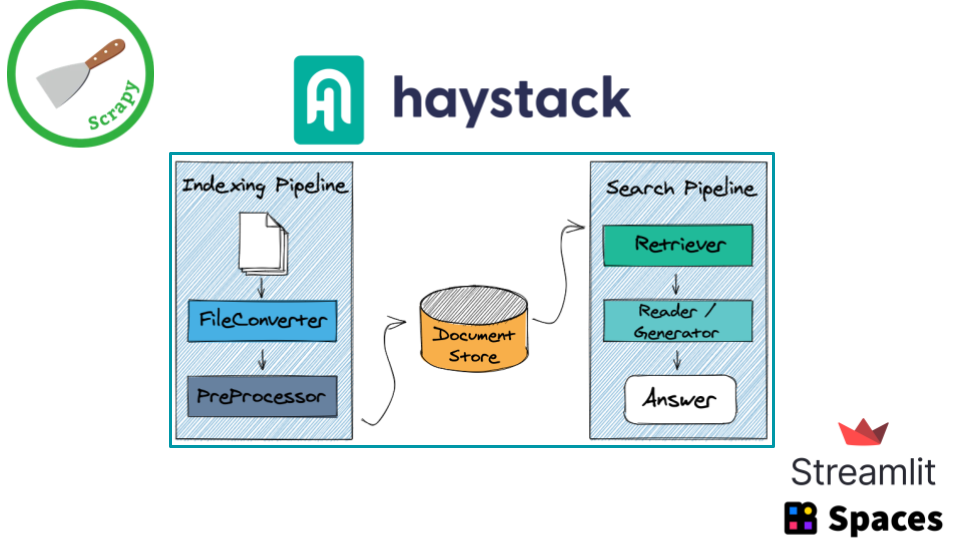 Scrapy
haystack
Indexing Pipeline
FileConverter
PreProcessor
Document
Store
Search Pipeline
Retriever
Reader /
Generator
Answer
Streamlit
Spaces